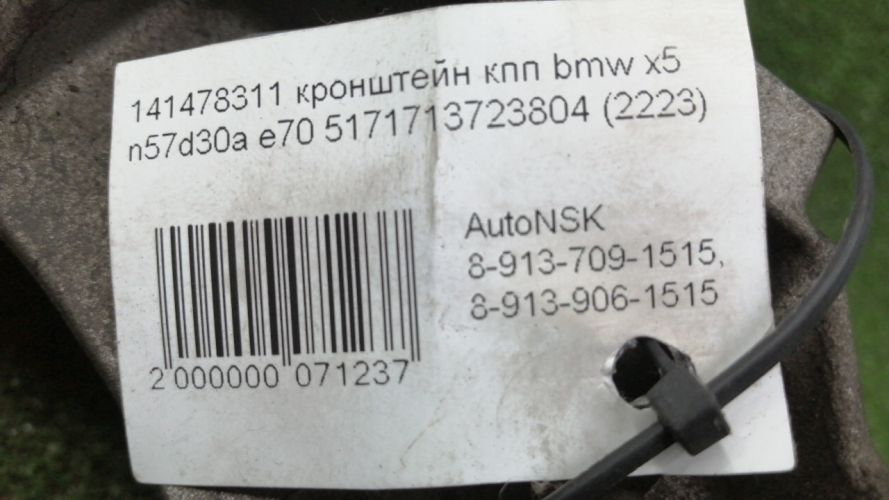 141478311 кронштейн кпп bmw x5
n57d30a e70 5171713723804 (2223)
AutoNSK
8-913-709-1515,
8-913-906-1515
2 000000 071237